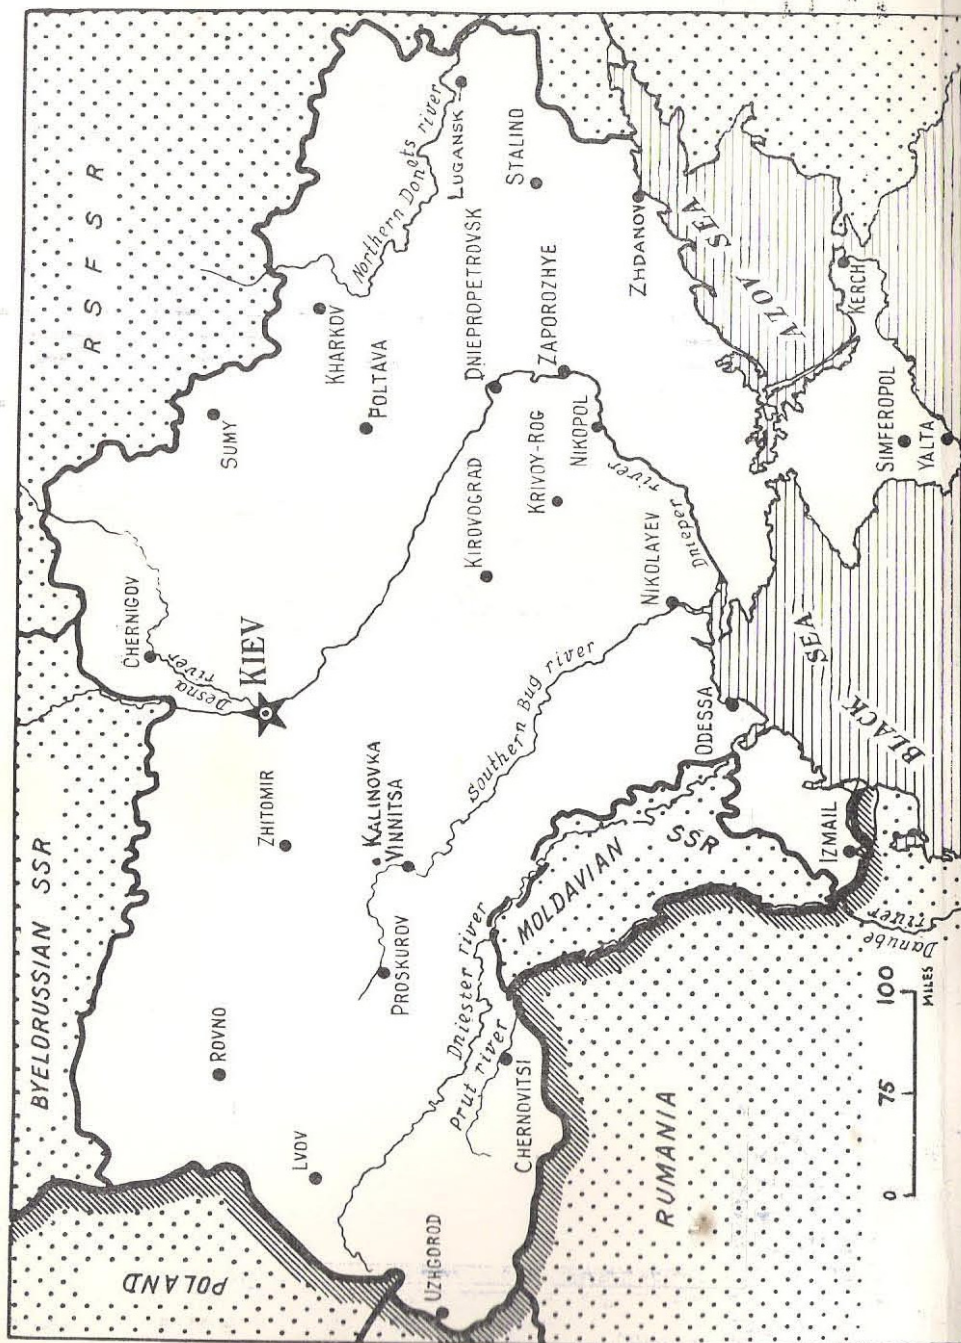 BYELORUSSIAN SSR
R S F S R
POLAND
CHERNIGOV
Desna
river
SUMY
ROVNO
KIEV
ZHITOMIR
KHARKOV
Northern Donets river
LVOV
KALINOVKA
VINNITSA
POLTAVA
LUGANSK
PROSKUROV
UZHGOROD
Dniester river
Prut river
CHERNOVITSI
Southern Bug river
KIROVOGRAD
DNIEPROPETROVSK
STALINO
KRIVOY-ROG
ZAPOROZHYE
NIKOPOL
MOLDAVIAN
SSR
NIKOLAYEV
Dnieper
river
ZHDANOV
ODESSA
AZOV SEA
RUMANIA
IZMAIL
BLACK SEA
KERCH
SIMFEROPOL
YALTA
Danube
river
0 75 100
MILES